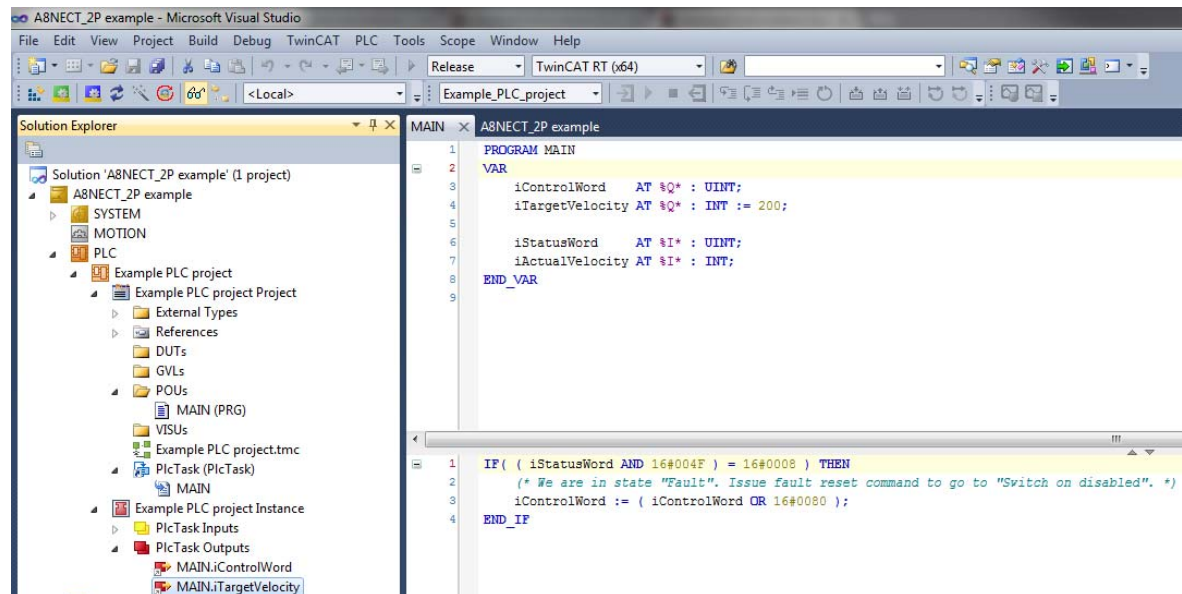 A8NECT_2P example - Microsoft Visual Studio
File Edit View Project Build Debug TwinCAT PLC Tools Scope Window Help
Release TwinCAT RT (x64)
<Local> Example_PLC_project
Solution Explorer
Solution 'A8NECT_2P example' (1 project)
A8NECT_2P example
SYSTEM
MOTION
PLC
Example PLC project
Example PLC project Project
External Types
References
DUTs
GVLs
POUs
MAIN (PRG)
VISUs
Example PLC project.tmc
PlcTask (PlcTask)
MAIN
Example PLC project Instance
PlcTask Inputs
PlcTask Outputs
MAIN.iControlWord
MAIN.iTargetVelocity
MAIN A8NECT_2P example
1 PROGRAM MAIN
2 VAR
3 iControlWord AT %Q* : UINT;
4 iTargetVelocity AT %Q* : INT := 200;
5
6 iStatusWord AT %I* : UINT;
7 iActualVelocity AT %I* : INT;
8 END_VAR
9
1 IF( ( iStatusWord AND 16#004F ) = 16#0008 ) THEN
2 (* We are in state "Fault". Issue fault reset command to go to "Switch on disabled". *)
3 iControlWord := ( iControlWord OR 16#0080 );
4 END_IF